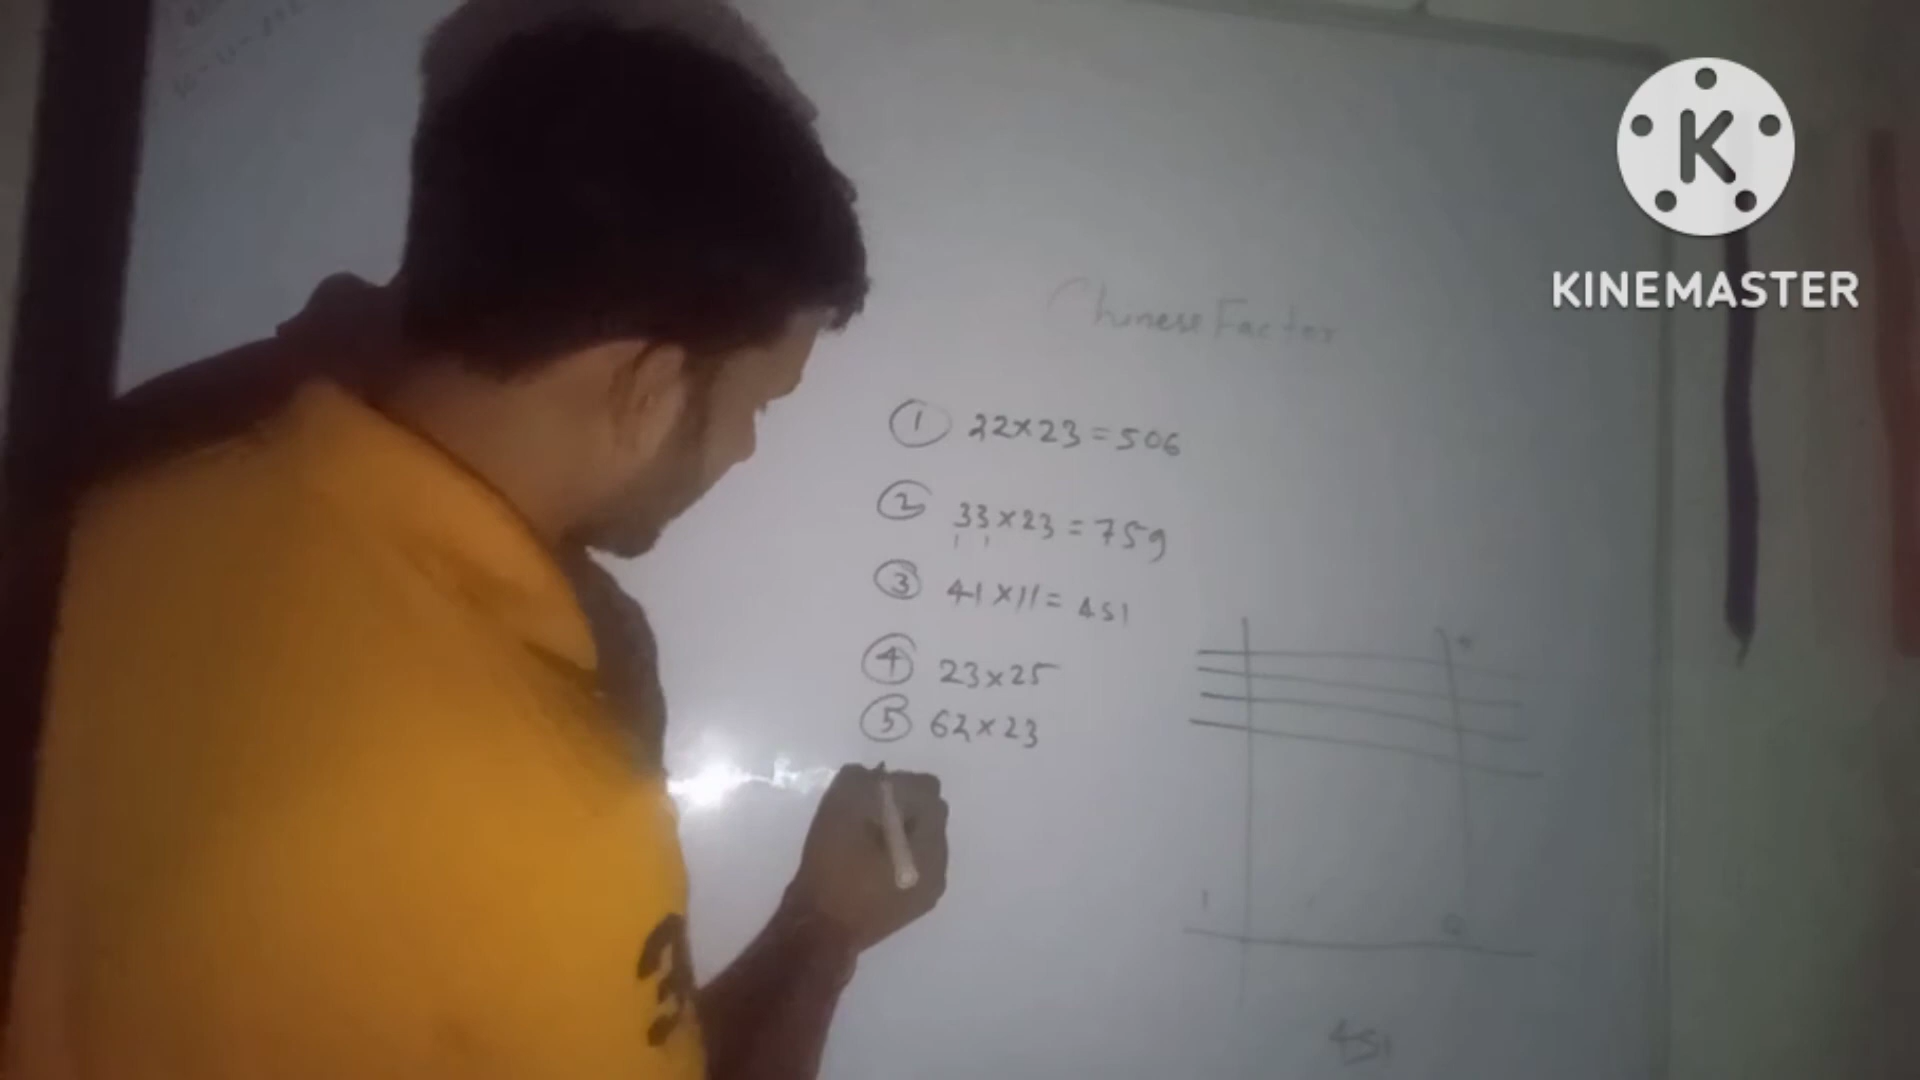 K
KINEMASTER
Chinese Facter
① 22×23=506
② 33×23=759
③ 41×11=451
④ 23×25
⑤ 62×23
451